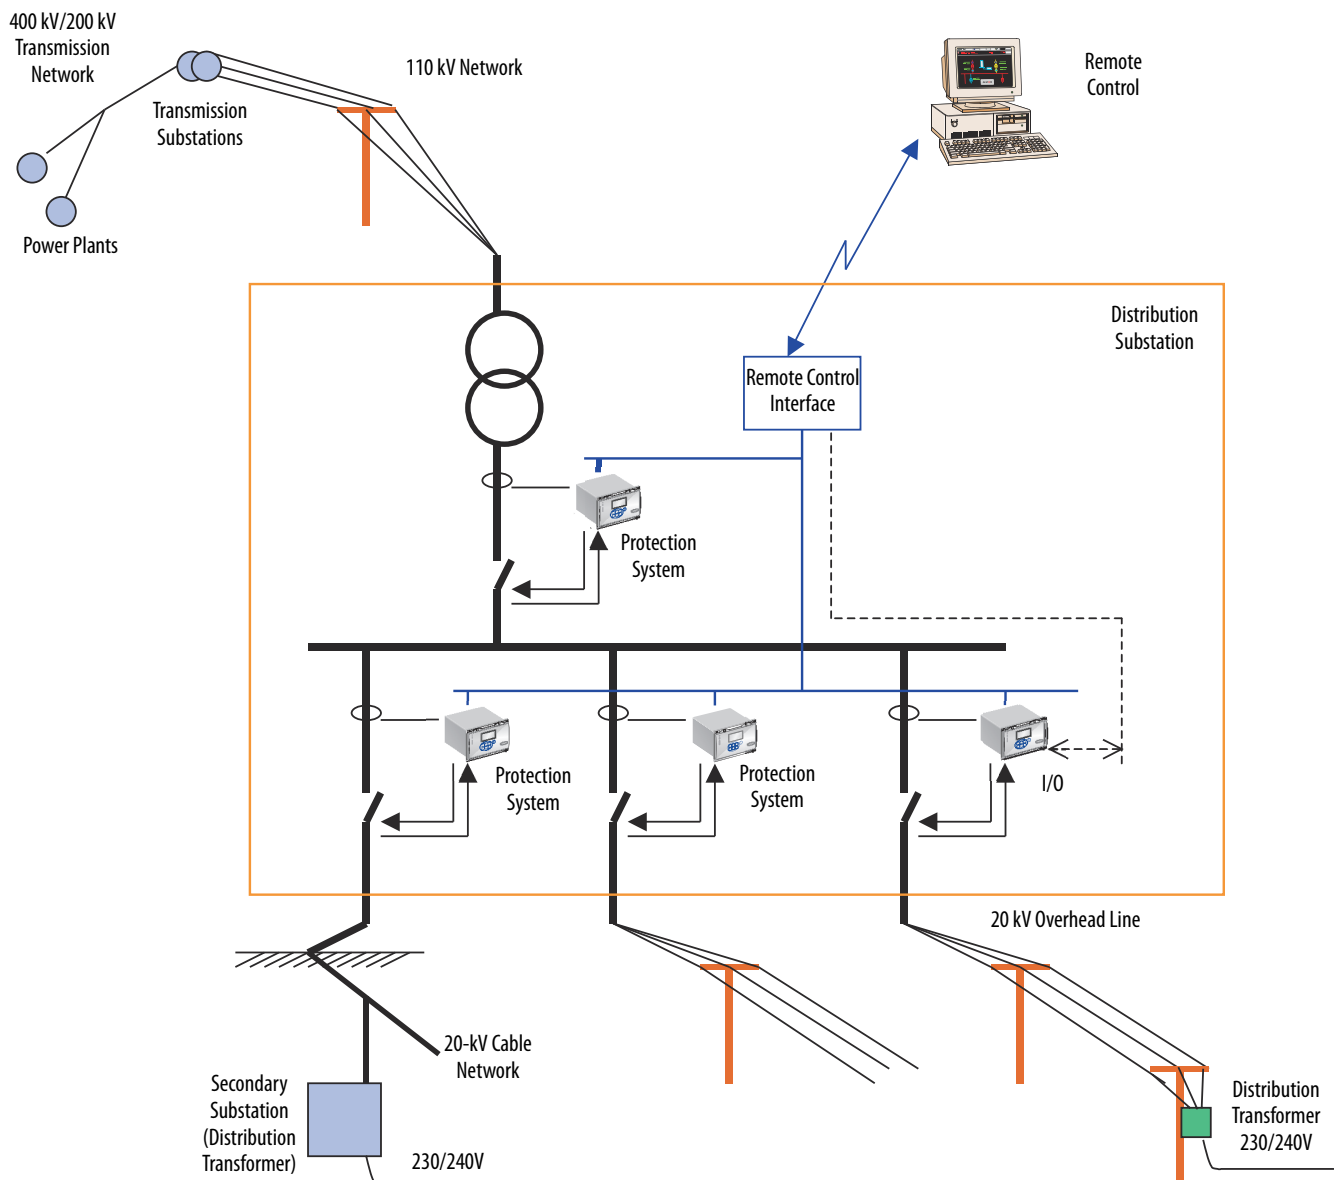 400 kV/200 kV
Transmission
Network
110 kV Network
Transmission
Substations
Power Plants
Remote
Control
Distribution
Substation
Remote Control
Interface
Protection
System
Protection
System
Protection
System
I/O
20 kV Overhead Line
20-kV Cable
Network
Secondary
Substation
(Distribution
Transformer)
230/240V
Distribution
Transformer
230/240V